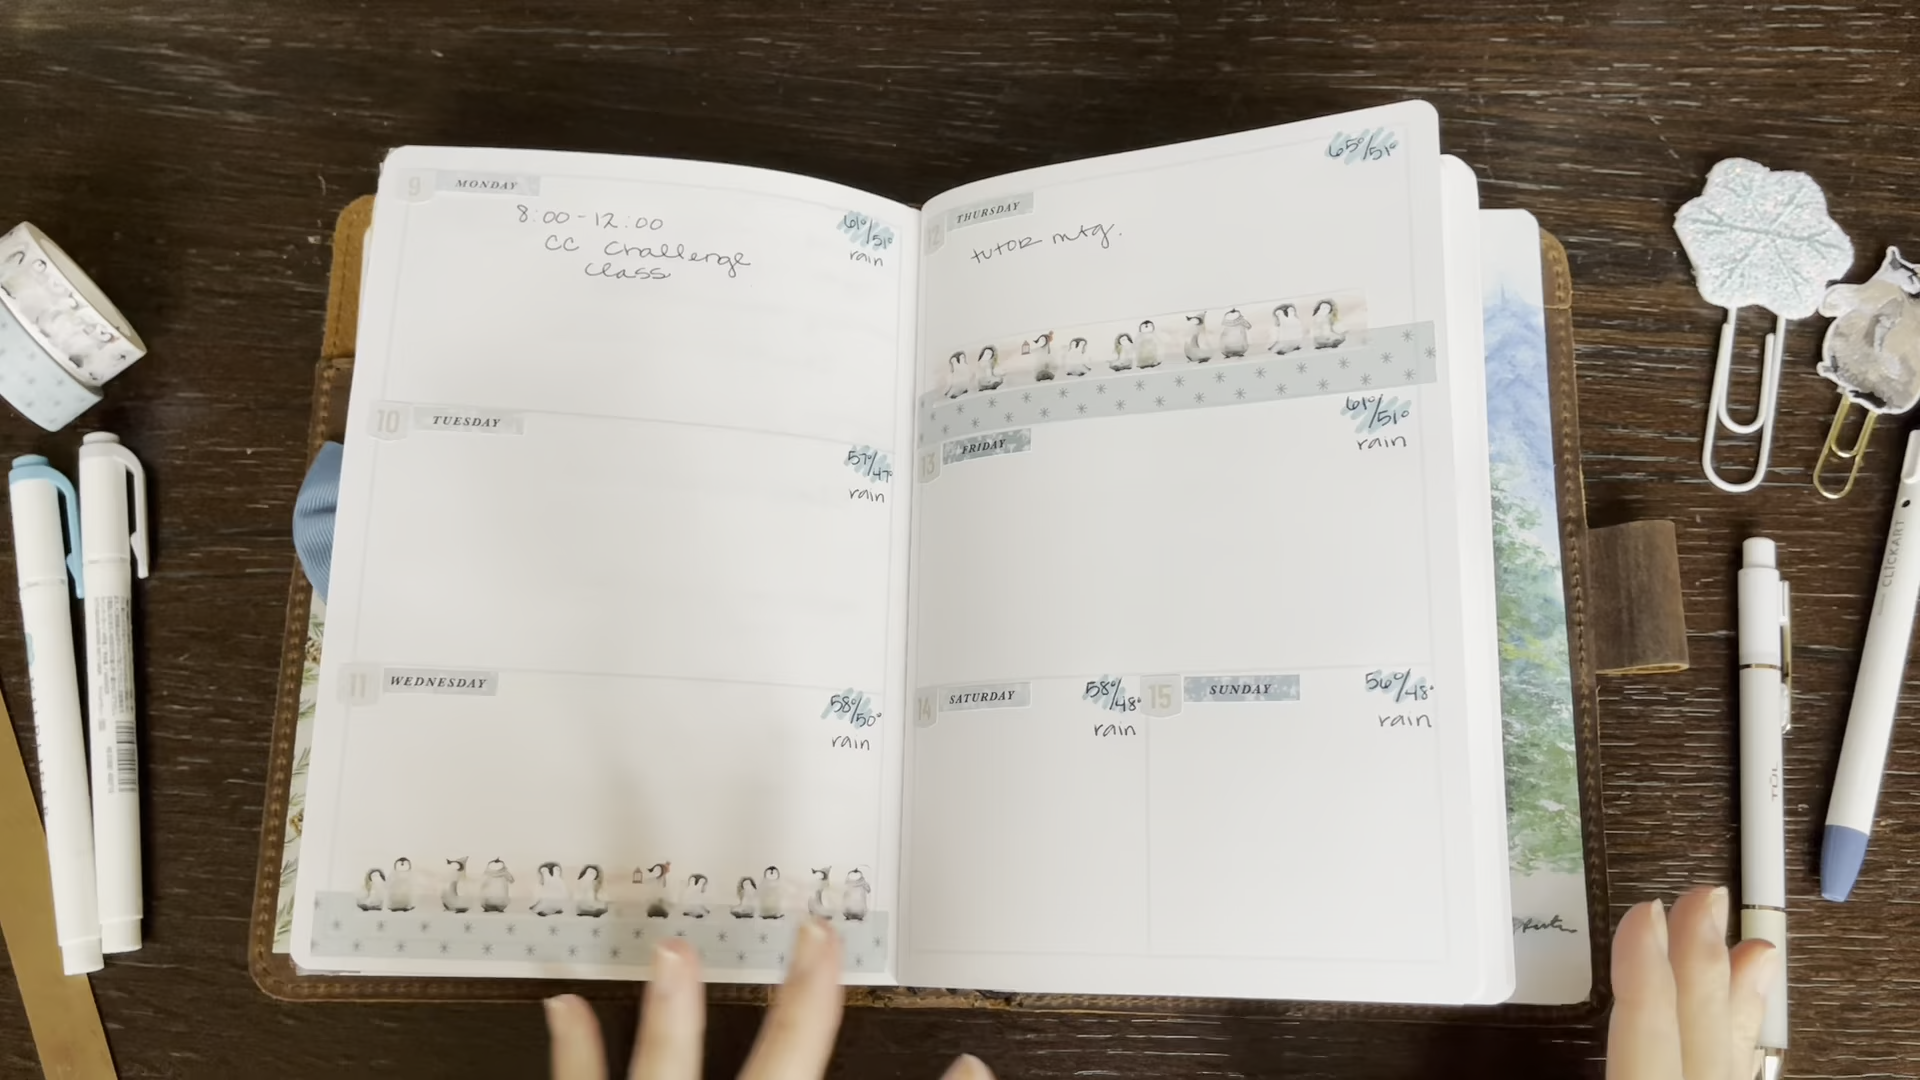 9 MONDAY
8:00-12:00
CC Challenge
class
61°/51°
rain
10 TUESDAY
57°/47°
rain
11 WEDNESDAY
58°/50°
rain
12 THURSDAY
65°/51°
tutor mtg.
13 FRIDAY
61°/51°
rain
14 SATURDAY
58°/48°
rain
15 SUNDAY
56°/48°
rain
TUL
CLICKART